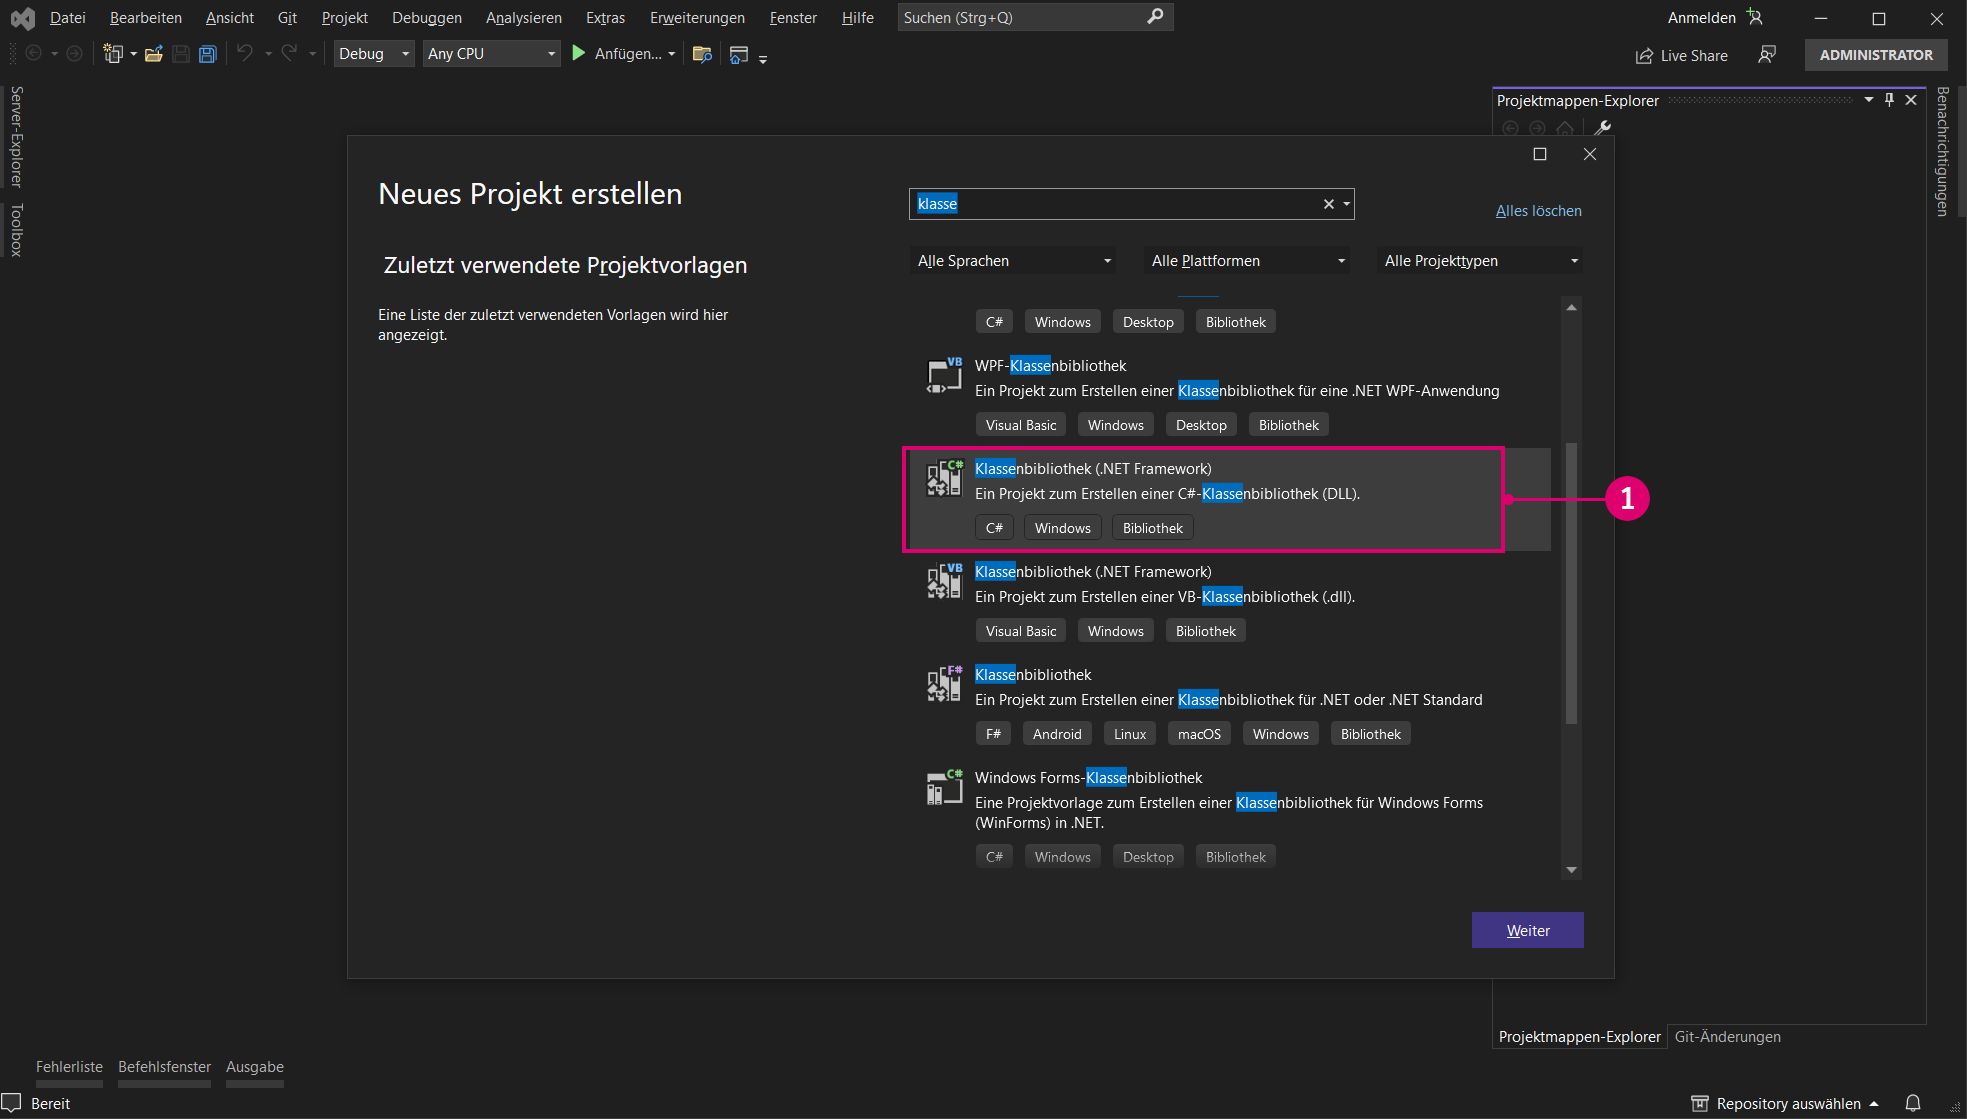 Datei Bearbeiten Ansicht Git Projekt Debuggen Analysieren Extras Erweiterungen Fenster Hilfe Suchen (Strg+Q) Anmelden
Debug Any CPU Anfügen... Live Share ADMINISTRATOR
Server-Explorer
Toolbox
Projektmappen-Explorer
Benachrichtigungen
Neues Projekt erstellen
klasse
Alles löschen
Alle Sprachen Alle Plattformen Alle Projekttypen
Zuletzt verwendete Projektvorlagen
Eine Liste der zuletzt verwendeten Vorlagen wird hier
angezeigt.
C# Windows Desktop Bibliothek
VB
WPF-Klassenbibliothek
Ein Projekt zum Erstellen einer Klassenbibliothek für eine .NET WPF-Anwendung
Visual Basic Windows Desktop Bibliothek
C#
Klassenbibliothek (.NET Framework)
Ein Projekt zum Erstellen einer C#-Klassenbibliothek (DLL).
C# Windows Bibliothek
1
VB
Klassenbibliothek (.NET Framework)
Ein Projekt zum Erstellen einer VB-Klassenbibliothek (.dll).
Visual Basic Windows Bibliothek
F#
Klassenbibliothek
Ein Projekt zum Erstellen einer Klassenbibliothek für .NET oder .NET Standard
F# Android Linux macOS Windows Bibliothek
C#
Windows Forms-Klassenbibliothek
Eine Projektvorlage zum Erstellen einer Klassenbibliothek für Windows Forms
(WinForms) in .NET.
C# Windows Desktop Bibliothek
Weiter
Projektmappen-Explorer Git-Änderungen
Fehlerliste Befehlsfenster Ausgabe
Bereit Repository auswählen